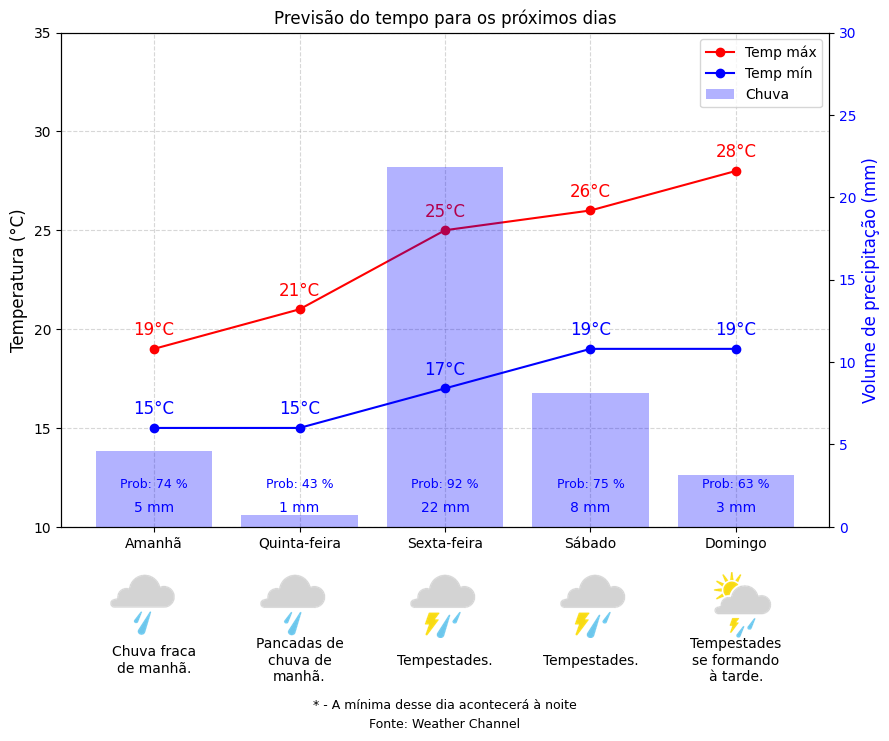 Previsão do tempo para os próximos dias
35
30
25
20
15
10
Temperatura (°C)
30
25
20
15
10
5
0
Volume de precipitação (mm)
Temp máx
Temp mín
Chuva
19°C
21°C
25°C
26°C
28°C
15°C
15°C
17°C
19°C
19°C
Prob: 74 %
Prob: 43 %
Prob: 92 %
Prob: 75 %
Prob: 63 %
5 mm
1 mm
22 mm
8 mm
3 mm
Amanhã
Quinta-feira
Sexta-feira
Sábado
Domingo
Chuva fraca
de manhã.
Pancadas de
chuva de
manhã.
Tempestades.
Tempestades.
Tempestades
se formando
à tarde.
* - A mínima desse dia acontecerá à noite
Fonte: Weather Channel